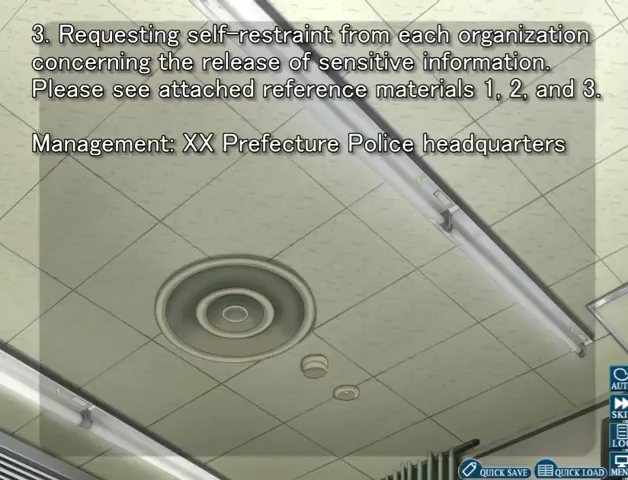 3. Requesting self-restraint from each organization
concerning the release of sensitive information.
Please see attached reference materials 1, 2, and 3.
Management: XX Prefecture Police headquarters
QUICK SAVE
QUICK LOAD